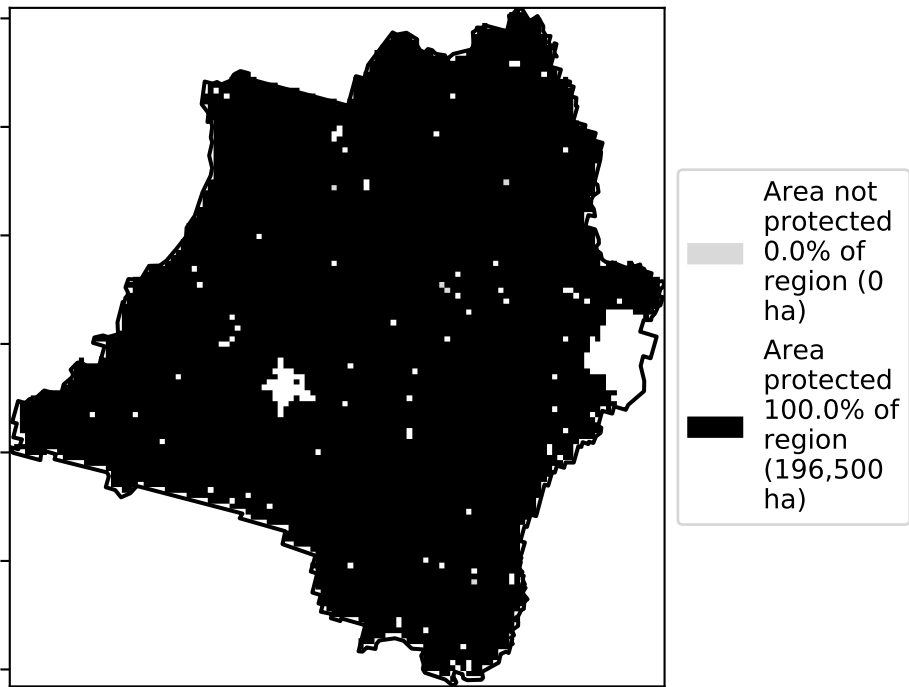 Area not
protected
0.0% of
region (0
ha)
Area
protected
100.0% of
region
(196,500
ha)